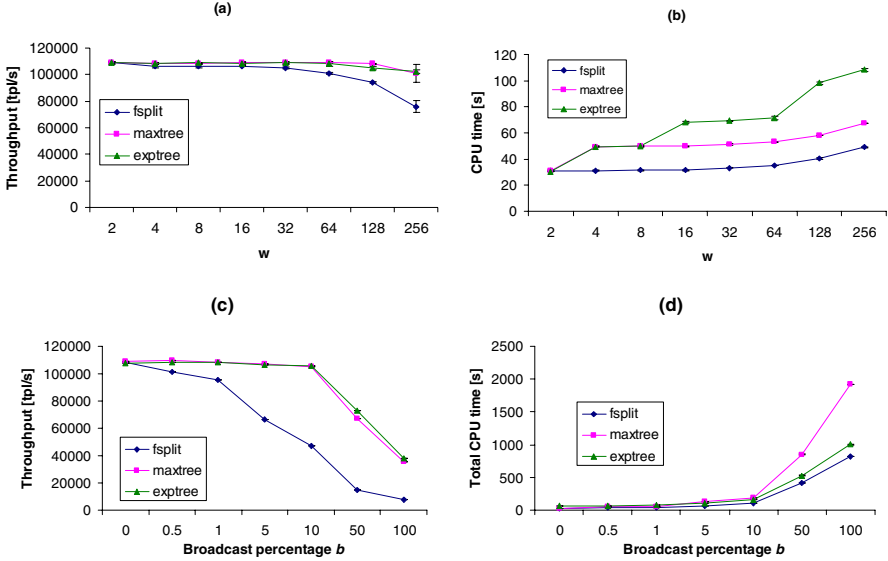 (a)
Throughput [tpl/s]
120000
100000
80000
60000
40000
20000
0
fsplit
maxtree
exptree
2 4 8 16 32 64 128 256
w
(b)
CPU time [s]
120
100
80
60
40
20
0
fsplit
maxtree
exptree
2 4 8 16 32 64 128 256
w
(c)
Throughput [tpl/s]
120000
100000
80000
60000
40000
20000
0
fsplit
maxtree
exptree
0 0.5 1 5 10 50 100
Broadcast percentage b
(d)
Total CPU time [s]
2500
2000
1500
1000
500
0
fsplit
maxtree
exptree
0 0.5 1 5 10 50 100
Broadcast percentage b